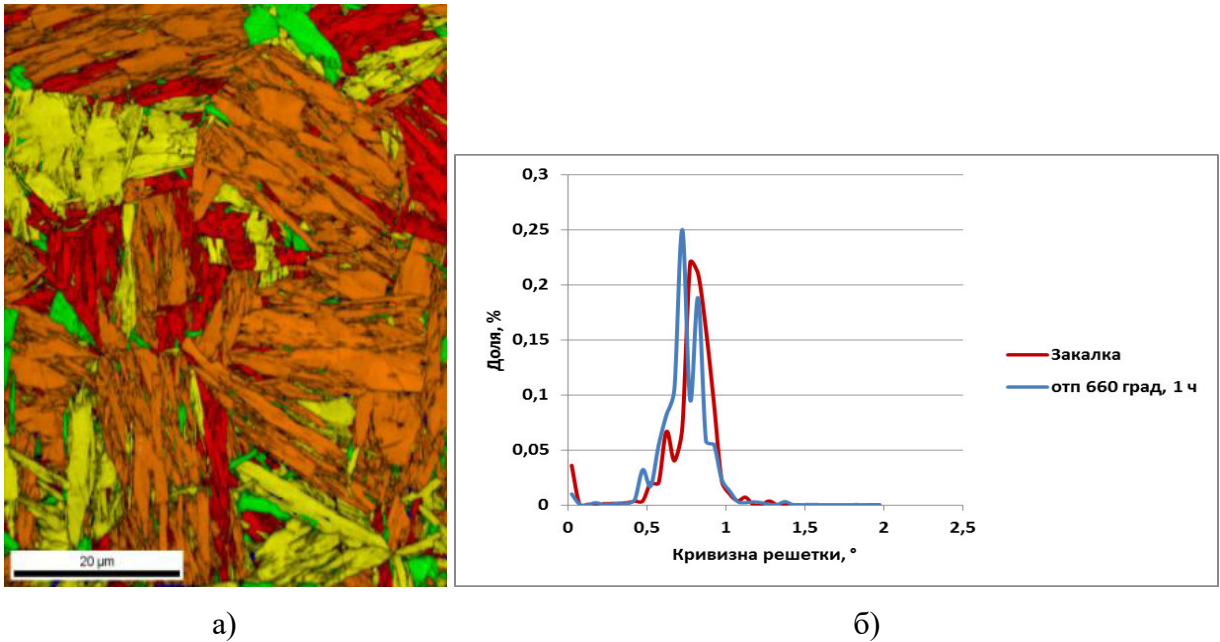 20 µm
Доля, %
0,3
0,25
0,2
0,15
0,1
0,05
0
0
0,5
1
1,5
2
2,5
Кривизна решетки, °
Закалка
отп 660 град, 1 ч
а)
б)